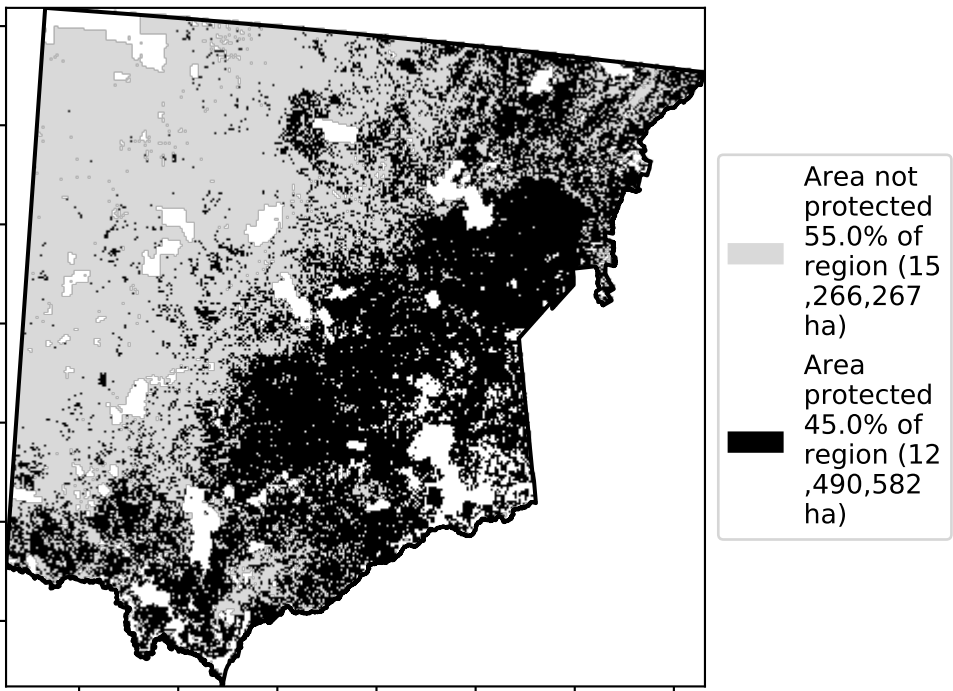 Area not
protected
55.0% of
region (15
,266,267
ha)
Area
protected
45.0% of
region (12
,490,582
ha)